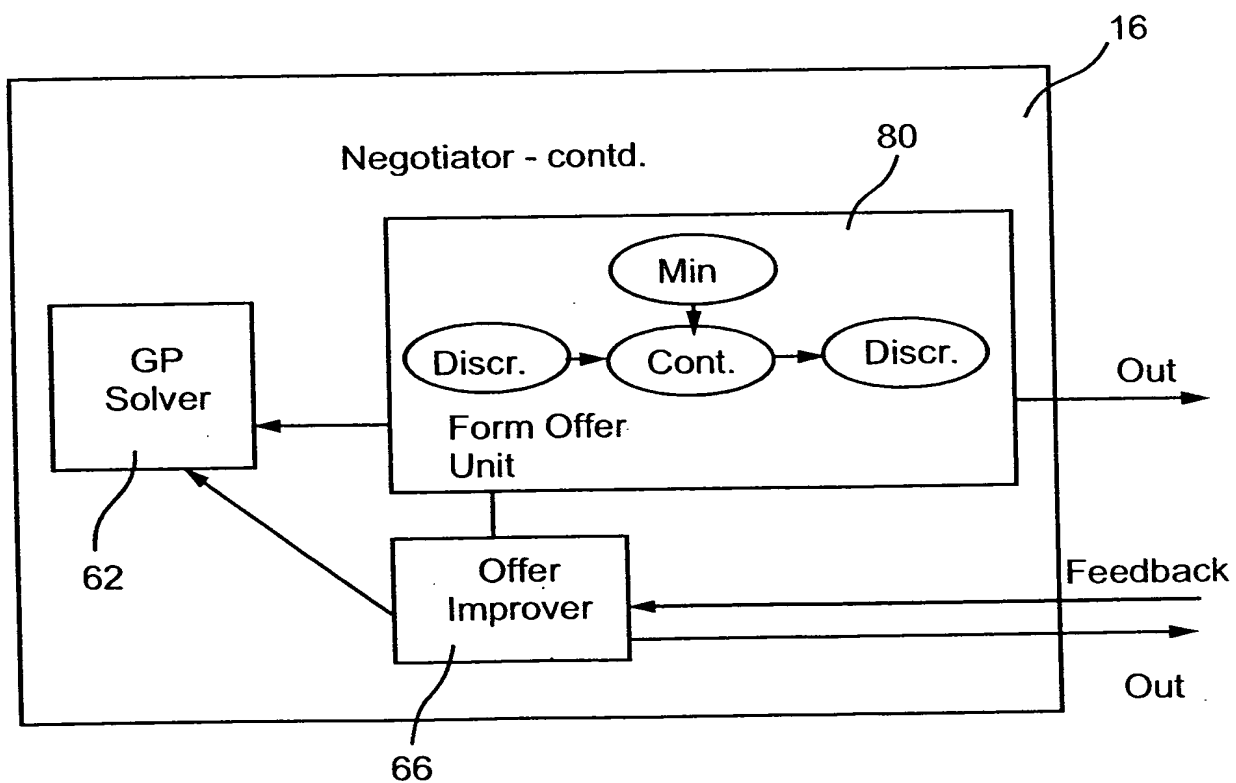 16
Negotiator - contd.
80
Min
Discr.
Cont.
Discr.
GP
Solver
Form Offer
Unit
Out
62
Offer
Improver
Feedback
Out
66